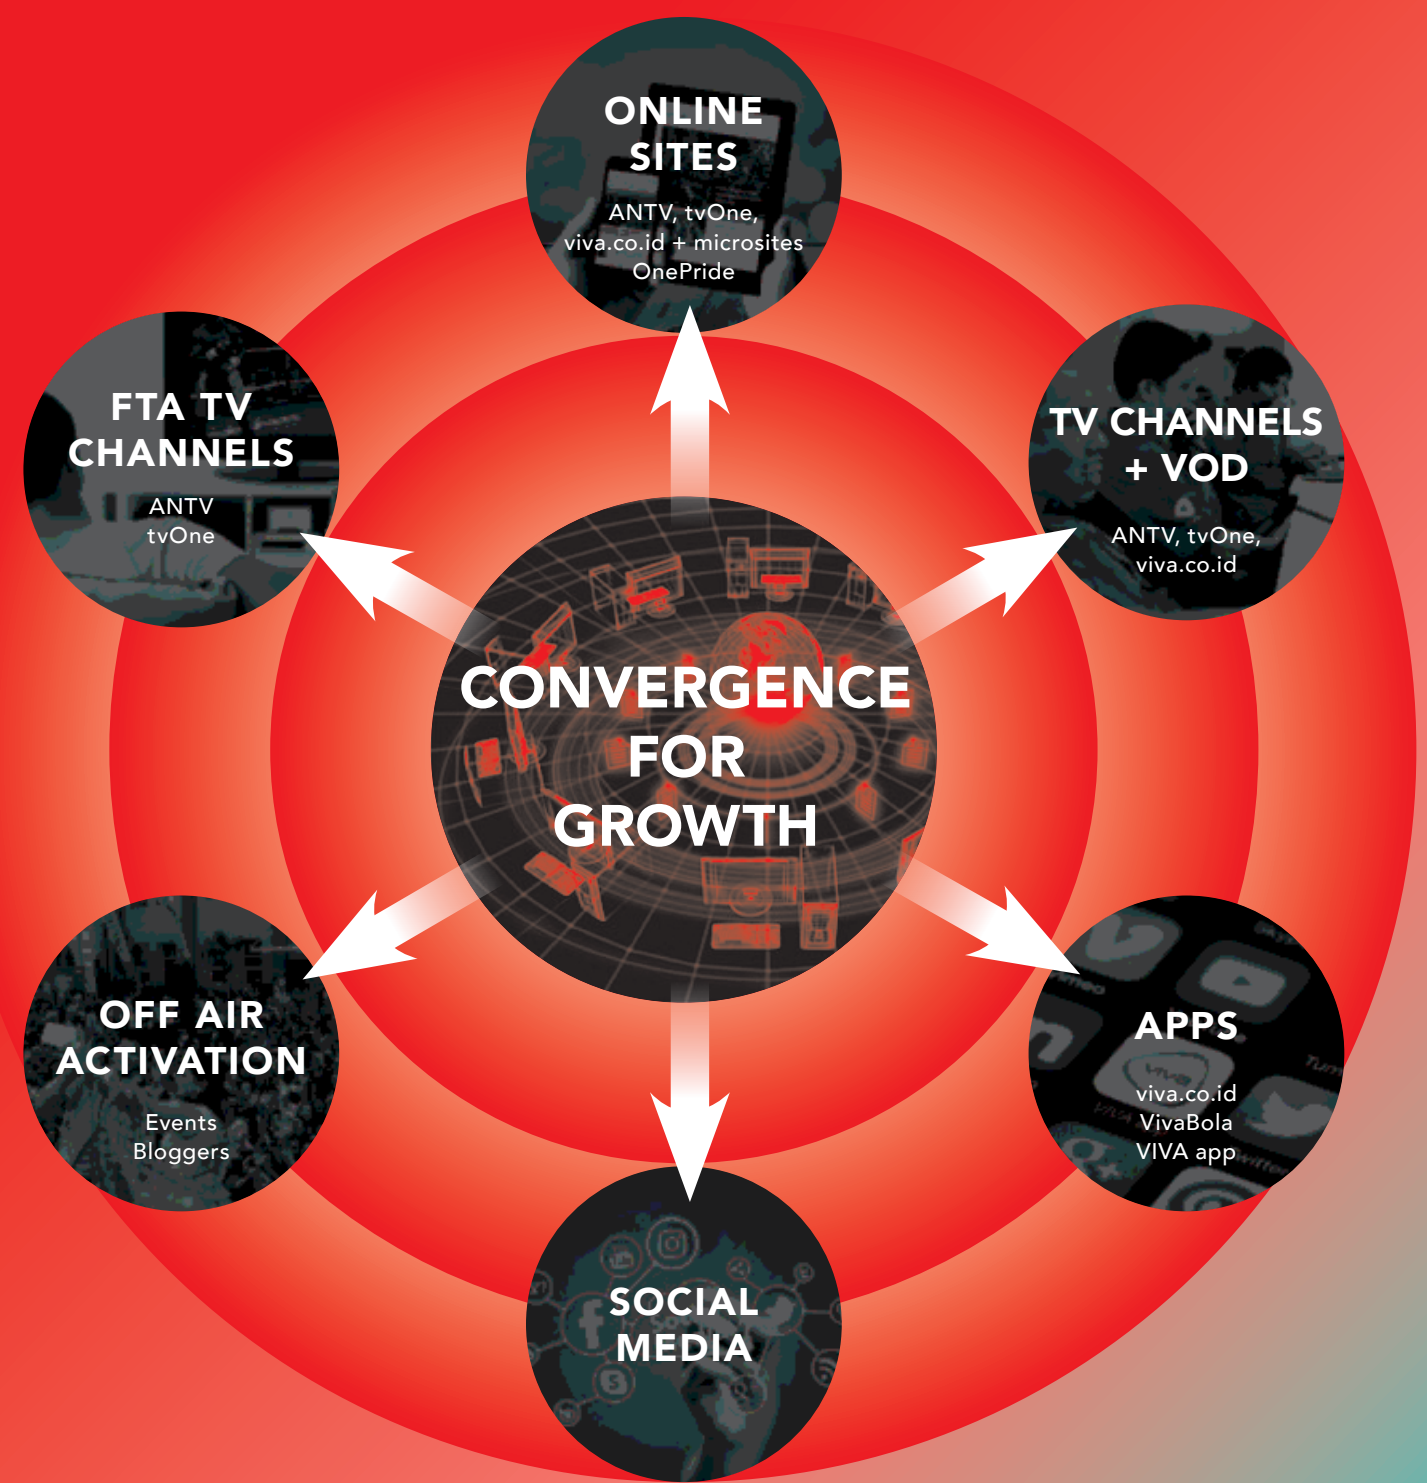 ONLINE
SITES
ANTV, tvOne,
viva.co.id + microsites
OnePride
FTA TV
CHANNELS
ANTV
tvOne
TV CHANNELS
+ VOD
ANTV, tvOne,
viva.co.id
CONVERGENCE
FOR
GROWTH
OFF AIR
ACTIVATION
Events
Bloggers
APPS
viva.co.id
VivaBola
VIVA app
SOCIAL
MEDIA